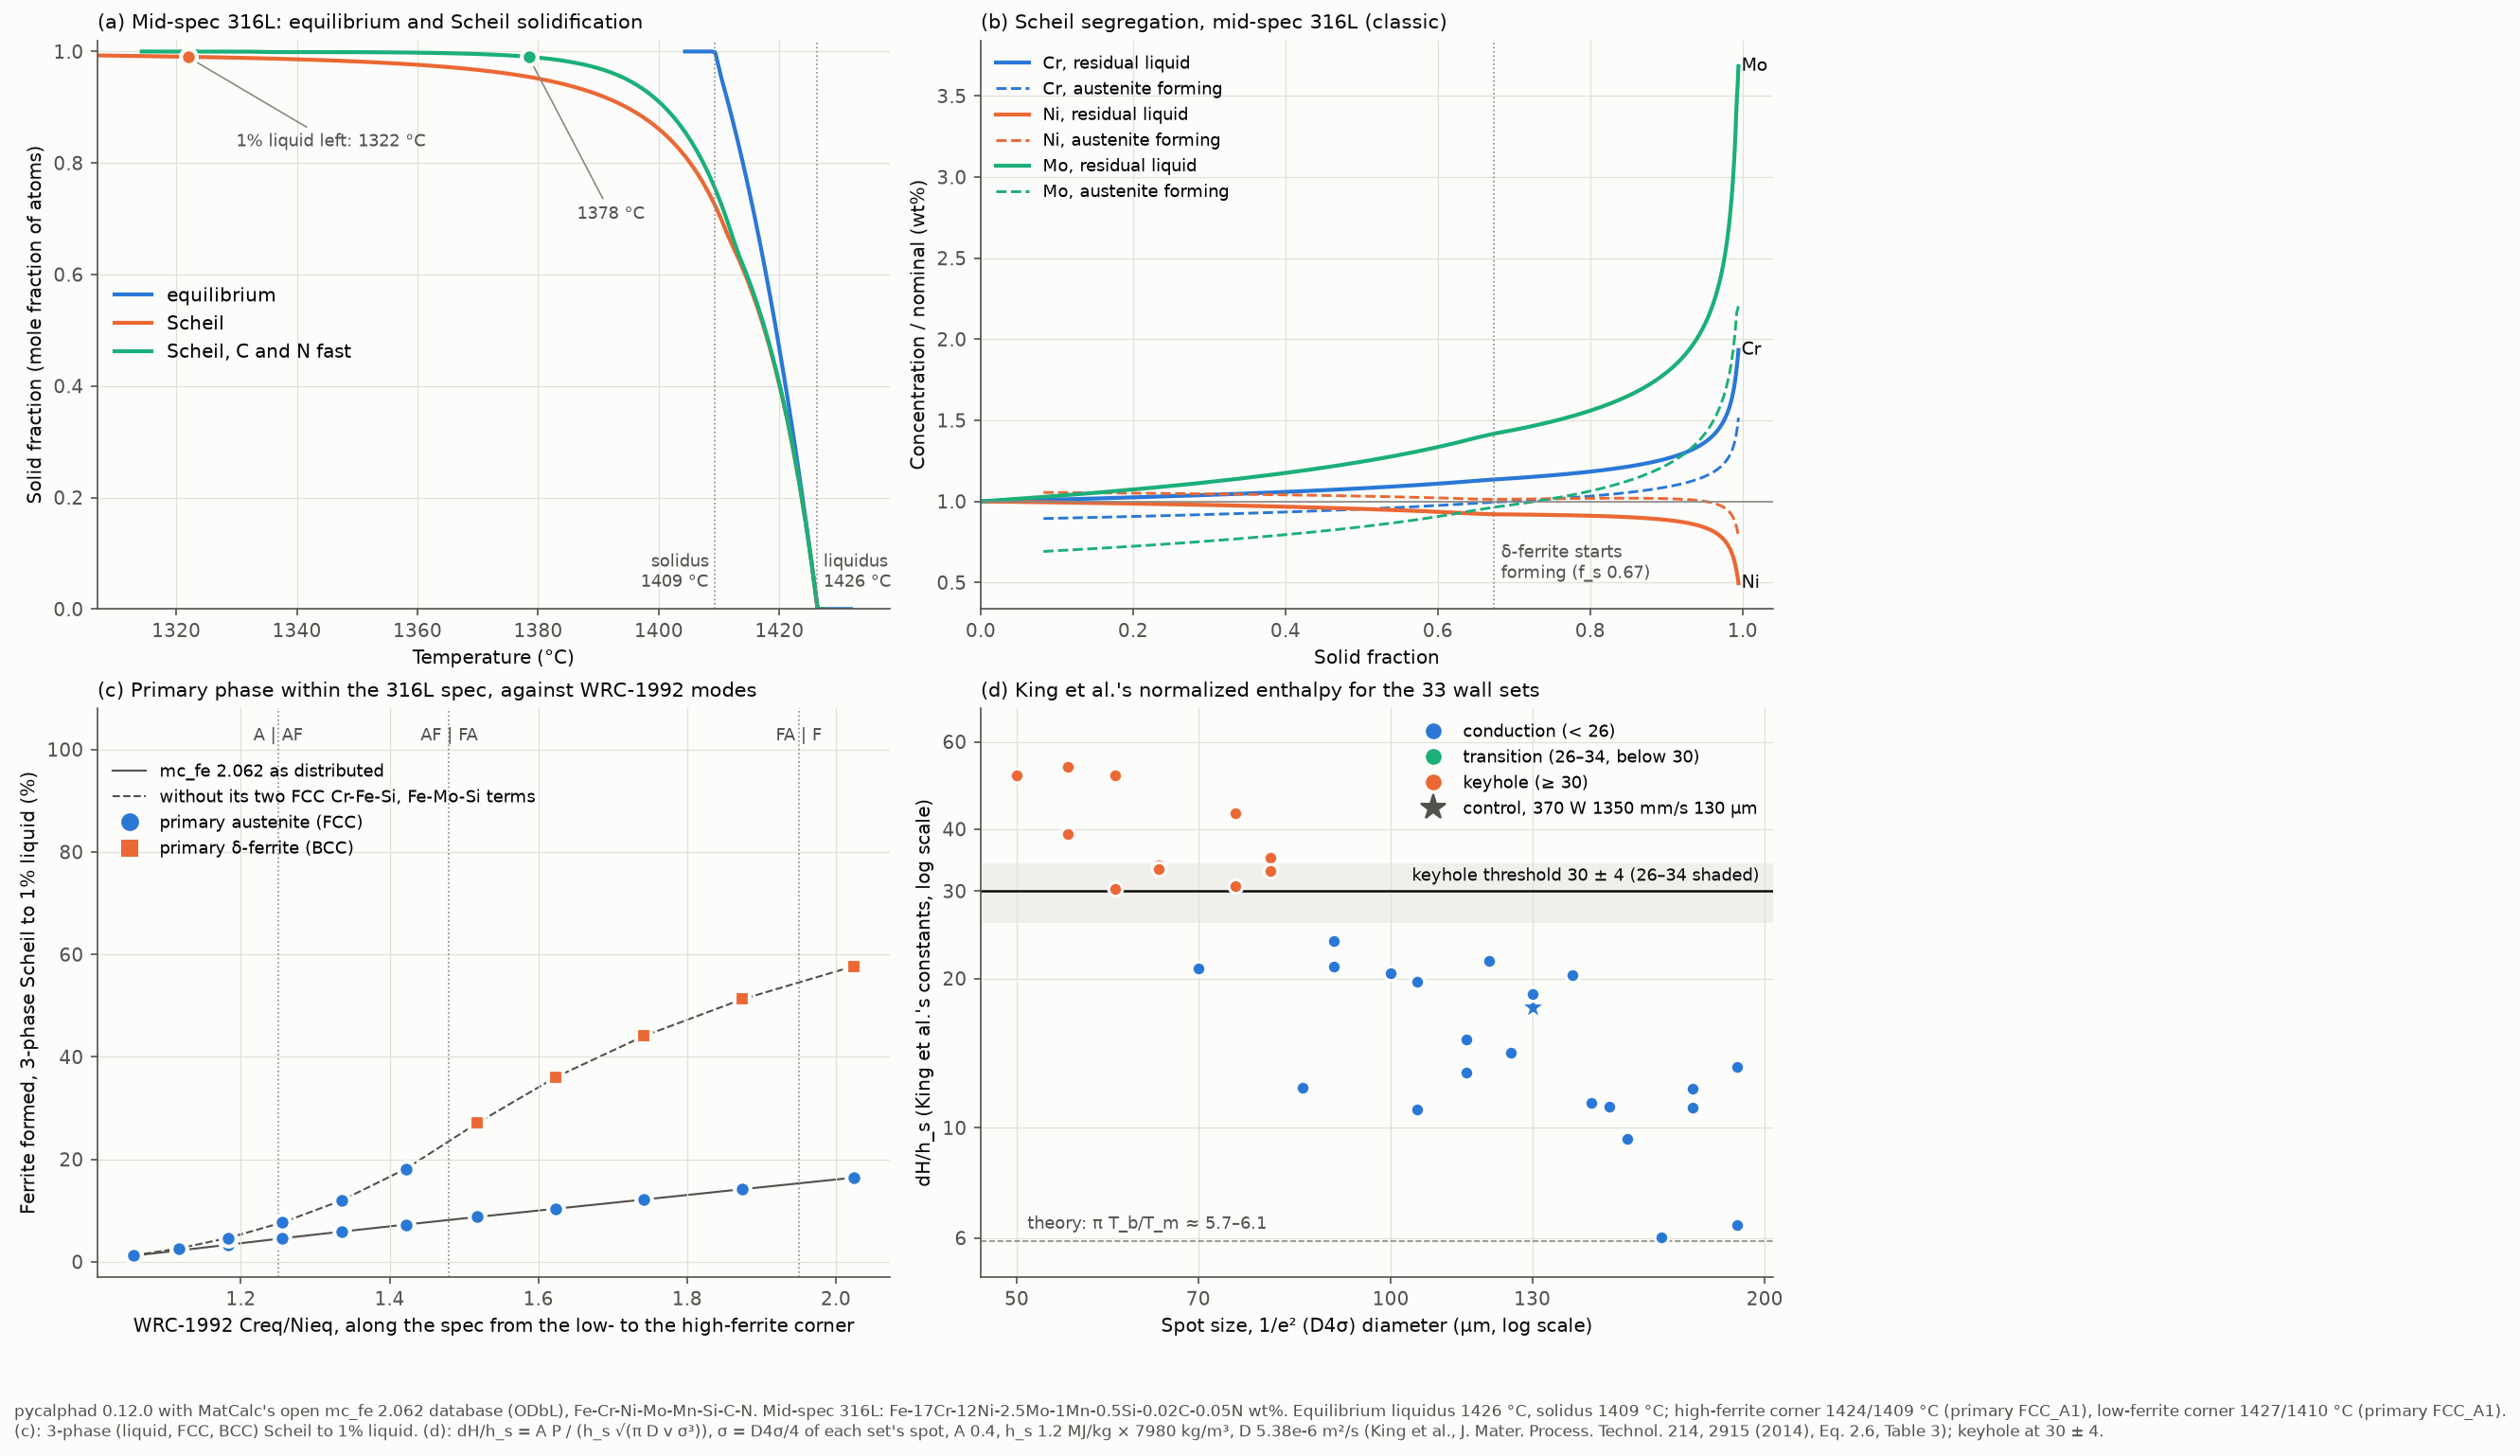 (a) Mid-spec 316L: equilibrium and Scheil solidification
Solid fraction (mole fraction of atoms)
1.0
0.8
0.6
0.4
0.2
0.0
1% liquid left: 1322 °C
1378 °C
equilibrium
Scheil
Scheil, C and N fast
solidus
1409 °C
liquidus
1426 °C
1320
1340
1360
1380
1400
1420
Temperature (°C)
(b) Scheil segregation, mid-spec 316L (classic)
Concentration / nominal (wt%)
3.5
3.0
2.5
2.0
1.5
1.0
0.5
Cr, residual liquid
Cr, austenite forming
Ni, residual liquid
Ni, austenite forming
Mo, residual liquid
Mo, austenite forming
Mo
Cr
Ni
δ-ferrite starts
forming (f_s 0.67)
0.0
0.2
0.4
0.6
0.8
1.0
Solid fraction
(c) Primary phase within the 316L spec, against WRC-1992 modes
Ferrite formed, 3-phase Scheil to 1% liquid (%)
100
80
60
40
20
0
A | AF
AF | FA
FA | F
mc_fe 2.062 as distributed
without its two FCC Cr-Fe-Si, Fe-Mo-Si terms
primary austenite (FCC)
primary δ-ferrite (BCC)
1.2
1.4
1.6
1.8
2.0
WRC-1992 Creq/Nieq, along the spec from the low- to the high-ferrite corner
(d) King et al.'s normalized enthalpy for the 33 wall sets
dH/h_s (King et al.'s constants, log scale)
60
40
30
20
10
6
conduction (< 26)
transition (26–34, below 30)
keyhole (≥ 30)
control, 370 W 1350 mm/s 130 µm
keyhole threshold 30 ± 4 (26–34 shaded)
theory: π T_b/T_m ≈ 5.7–6.1
50
70
100
130
200
Spot size, 1/e² (D4σ) diameter (µm, log scale)
pycalphad 0.12.0 with MatCalc's open mc_fe 2.062 database (ODbL), Fe-Cr-Ni-Mo-Mn-Si-C-N. Mid-spec 316L: Fe-17Cr-12Ni-2.5Mo-1Mn-0.5Si-0.02C-0.05N wt%. Equilibrium liquidus 1426 °C, solidus 1409 °C; high-ferrite corner 1424/1409 °C (primary FCC_A1), low-ferrite corner 1427/1410 °C (primary FCC_A1).
(c): 3-phase (liquid, FCC, BCC) Scheil to 1% liquid. (d): dH/h_s = A P / (h_s √(π D v σ³)), σ = D4σ/4 of each set's spot, A 0.4, h_s 1.2 MJ/kg × 7980 kg/m³, D 5.38e-6 m²/s (King et al., J. Mater. Process. Technol. 214, 2915 (2014), Eq. 2.6, Table 3); keyhole at 30 ± 4.